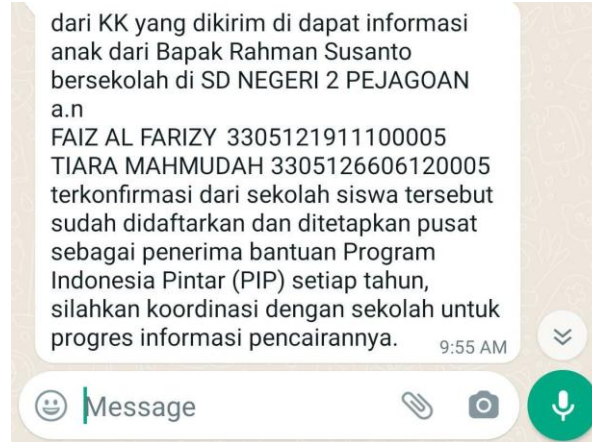 dari KK yang dikirim di dapat informasi
anak dari Bapak Rahman Susanto
bersekolah di SD NEGERI 2 PEJAGOAN
a.n
FAIZ AL FARIZY 3305121911100005
TIARA MAHMUDAH 3305126606120005
terkonfirmasi dari sekolah siswa tersebut
sudah didaftarkan dan ditetapkan pusat
sebagai penerima bantuan Program
Indonesia Pintar (PIP) setiap tahun,
silahkan koordinasi dengan sekolah untuk
progres informasi pencairannya.
9:55 AM
Message